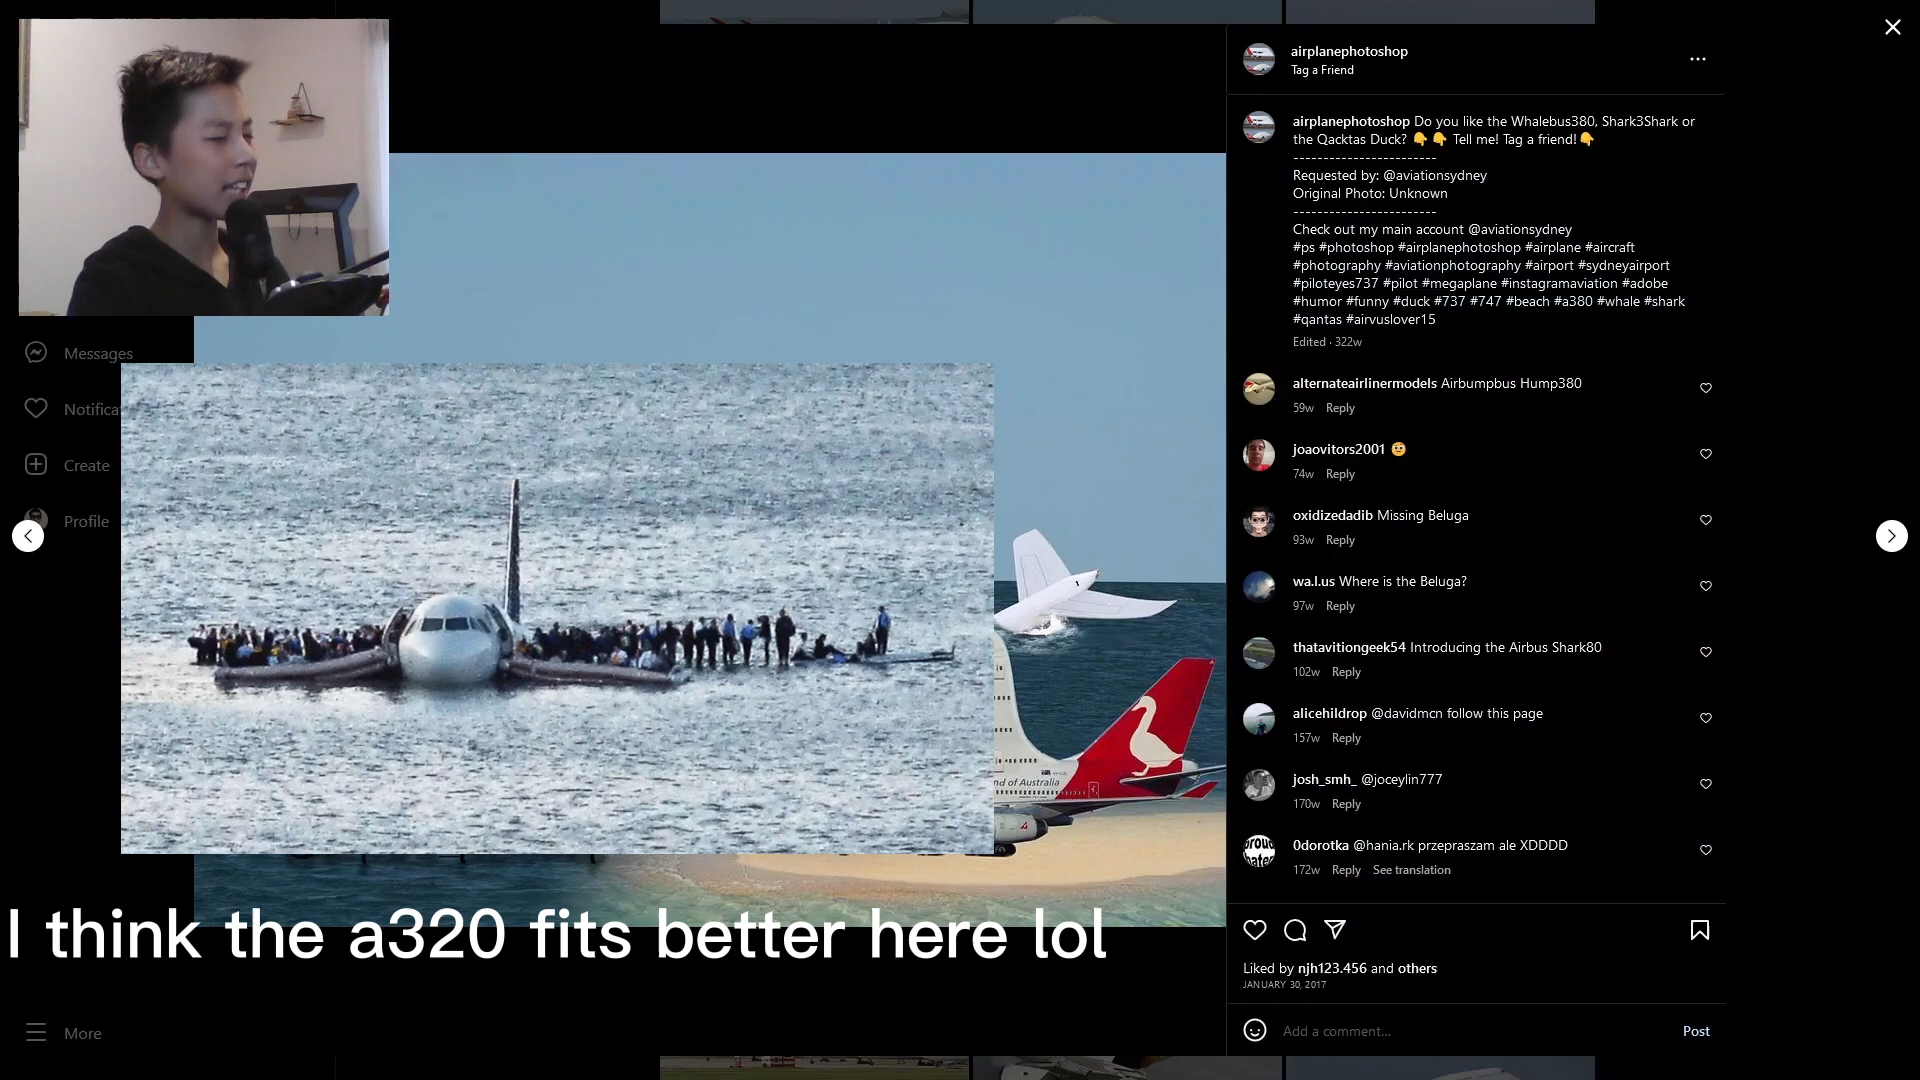 airplanephotoshop
Tag a Friend
airplanephotoshop Do you like the Whalebus380, Shark3Shark or
the Qacktas Duck? 👇👇 Tell me! Tag a friend!👇
------------------------
Requested by: @aviationsydney
Original Photo: Unknown
------------------------
Check out my main account @aviationsydney
#ps #photoshop #airplanephotoshop #airplane #aircraft
#photography #aviationphotography #airport #sydneyairport
#piloteyes737 #pilot #megaplane #instagramaviation #adobe
#humor #funny #duck #737 #747 #beach #a380 #whale #shark
#qantas #airvuslover15
Edited · 322w
alternateairlinermodels Airbumpbus Hump380
59w Reply
joaovitors2001 🤨
74w Reply
oxidizedadib Missing Beluga
93w Reply
wa.l.us Where is the Beluga?
97w Reply
thatavitiongeek54 Introducing the Airbus Shark80
102w Reply
alicehildrop @davidmcn follow this page
157w Reply
josh_smh_ @joceylin777
170w Reply
0dorotka @hania.rk przepraszam ale XDDDD
172w Reply See translation
Liked by njh123.456 and others
JANUARY 30, 2017
Add a comment...
Post
Messages
Notifica
Create
Profile
More
nd of Australia
I think the a320 fits better here lol